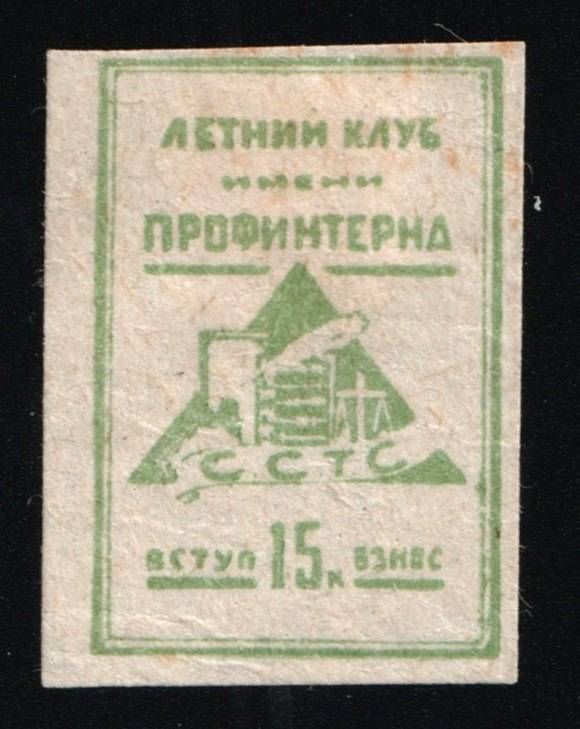 ЛЕТНИЙ КЛУБ
ИМЕНИ
ПРОФИНТЕРНА
ССТС
ВСТУП 15к ВЗНОС